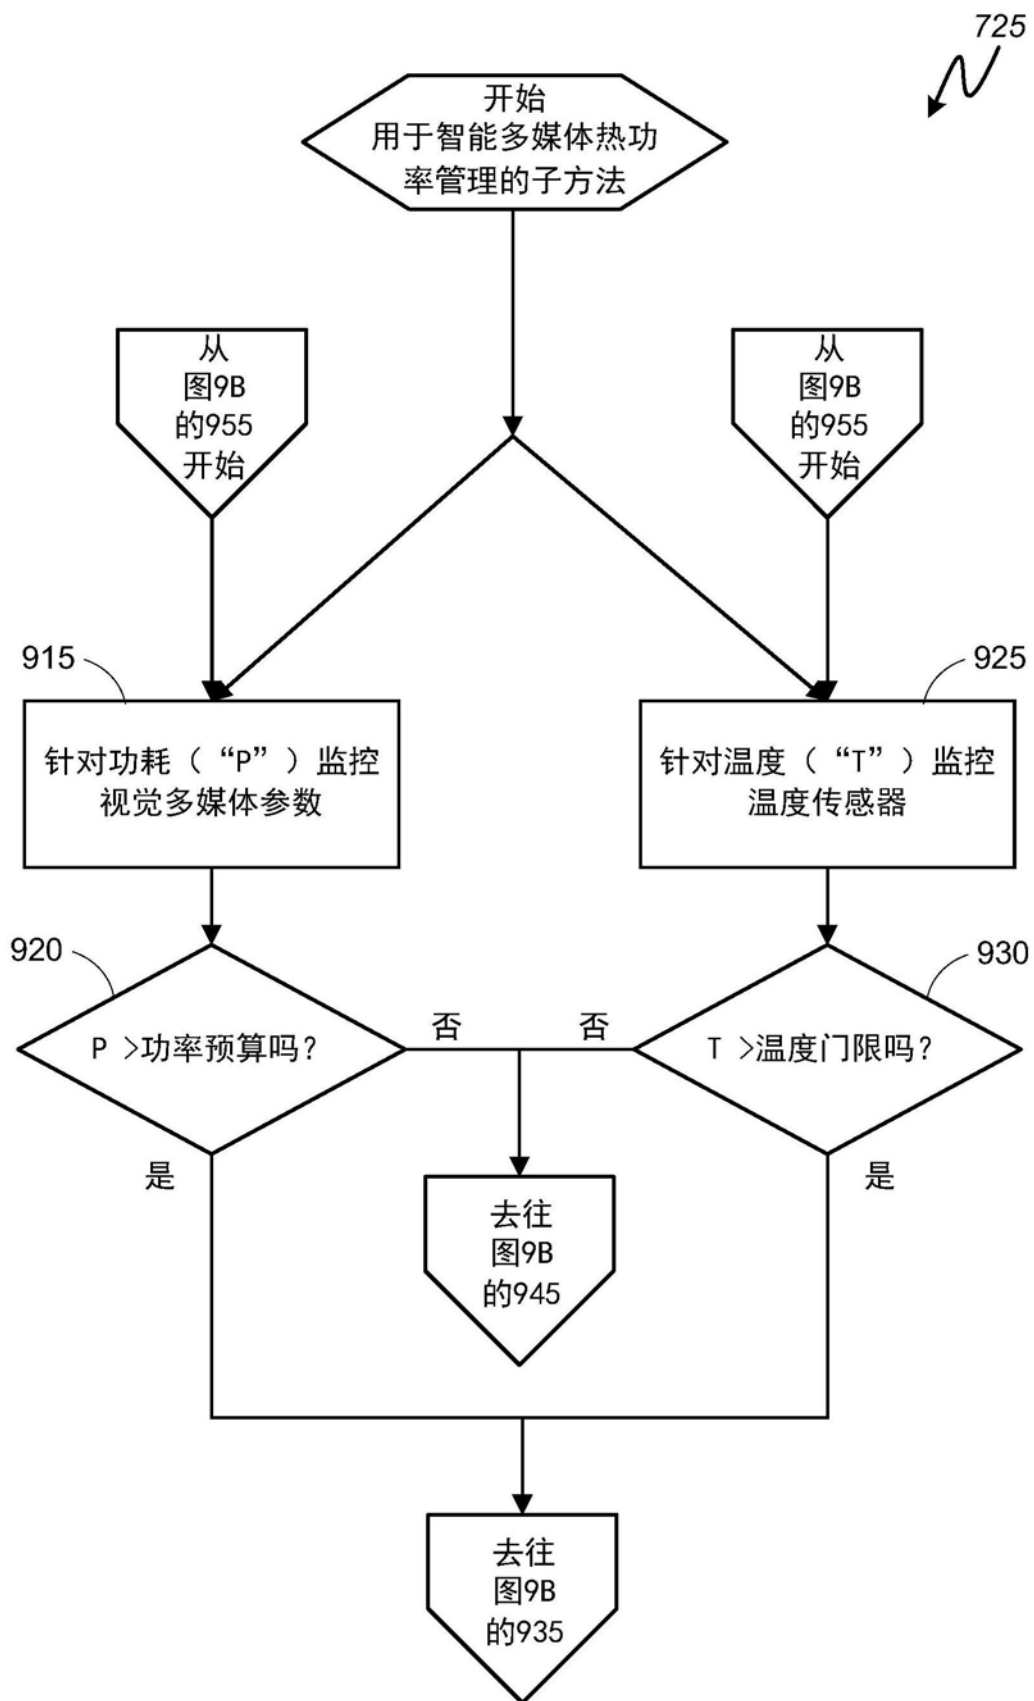 725
开始
用于智能多媒体热功
率管理的子方法
从
图9B
的955
开始
从
图9B
的955
开始
915
针对功耗（“P”）监控
视觉多媒体参数
925
针对温度（“T”）监控
温度传感器
920
P >功率预算吗?
否
否
930
T >温度门限吗?
是
是
去往
图9B
的945
去往
图9B
的935